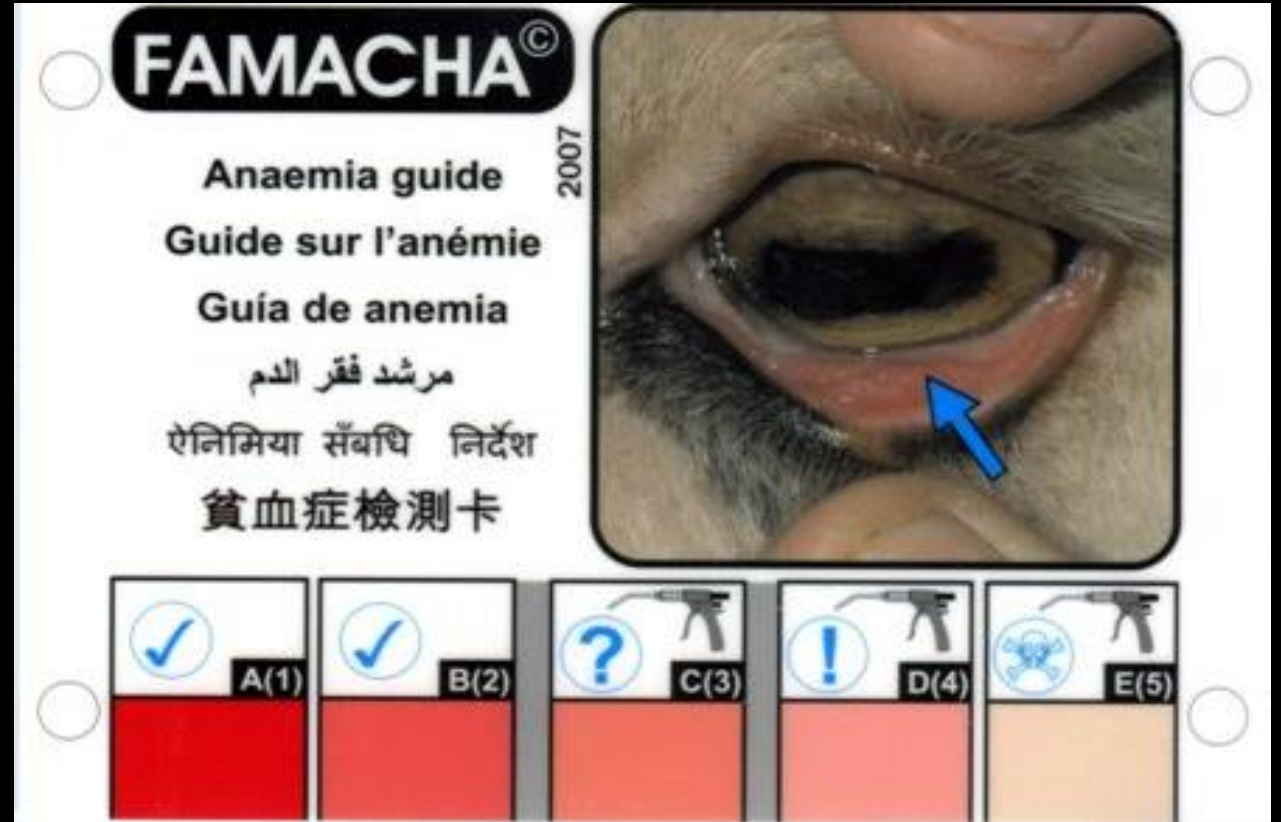 FAMACHA©
2007
Anaemia guide
Guide sur l'anémie
Guía de anemia
مرشد فقر الدم
ऐनिमिया सँबधि निर्देश
貧血症檢測卡
? !
A(1) B(2) C(3) D(4) E(5)